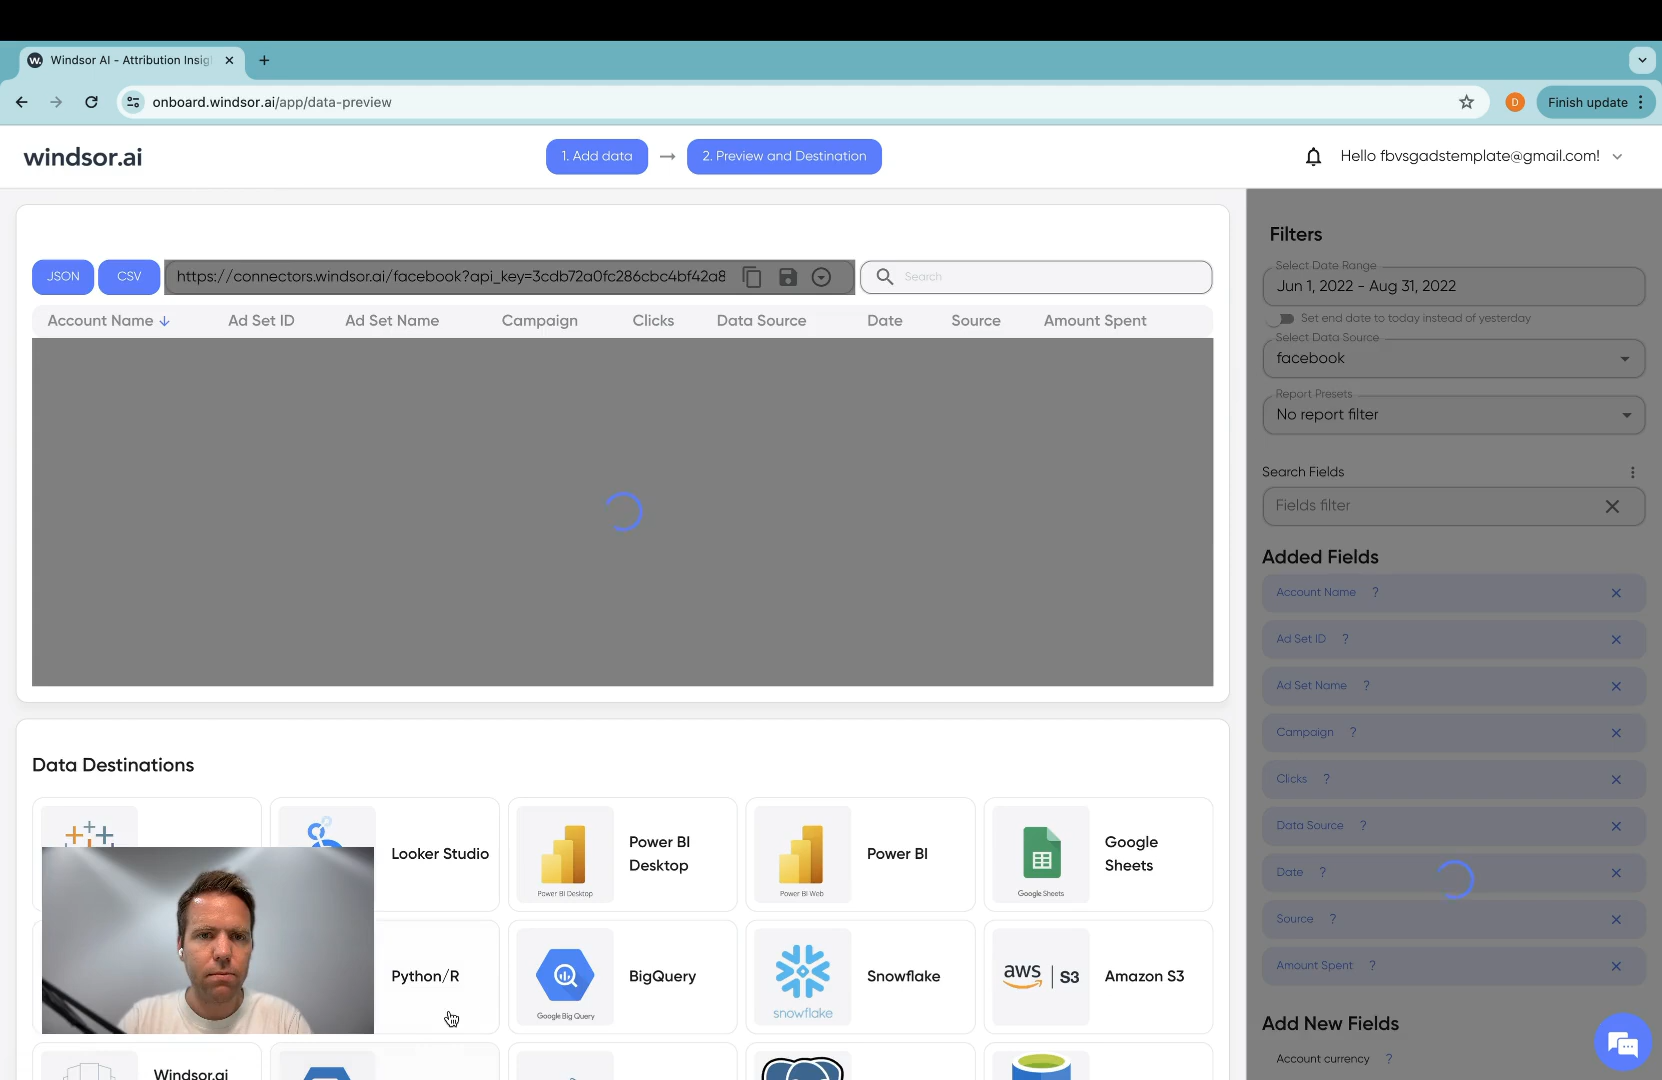 Windsor AI - Attribution Insig
onboard.windsor.ai/app/data-preview
D
Finish update
windsor.ai
1. Add data
2. Preview and Destination
Hello fbvsgadstemplate@gmail.com!
JSON
CSV
https://connectors.windsor.ai/facebook?api_key=3cdb72a0fc286cbc4bf42a8
Search
Account Name
Ad Set ID
Ad Set Name
Campaign
Clicks
Data Source
Date
Source
Amount Spent
Filters
Select Date Range
Jun 1, 2022 - Aug 31, 2022
Set end date to today instead of yesterday
Select Data Source
facebook
Report Presets
No report filter
Search Fields
Fields filter
Added Fields
Account Name ?
Ad Set ID ?
Ad Set Name ?
Campaign ?
Clicks ?
Data Source ?
Date ?
Source ?
Amount Spent ?
Add New Fields
Account currency ?
Data Destinations
Looker Studio
Power BI Desktop
Power BI
Desktop
Power BI Web
Power BI
Google Sheets
Google
Sheets
Python/R
Google Big Query
BigQuery
snowflake
Snowflake
aws S3
Amazon S3
Windsor.ai